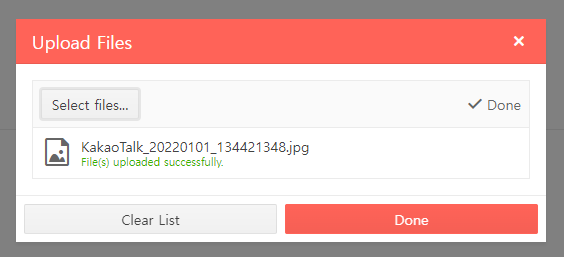 Upload Files
Select files...
Done
KakaoTalk_20220101_134421348.jpg
File(s) uploaded successfully.
Clear List
Done